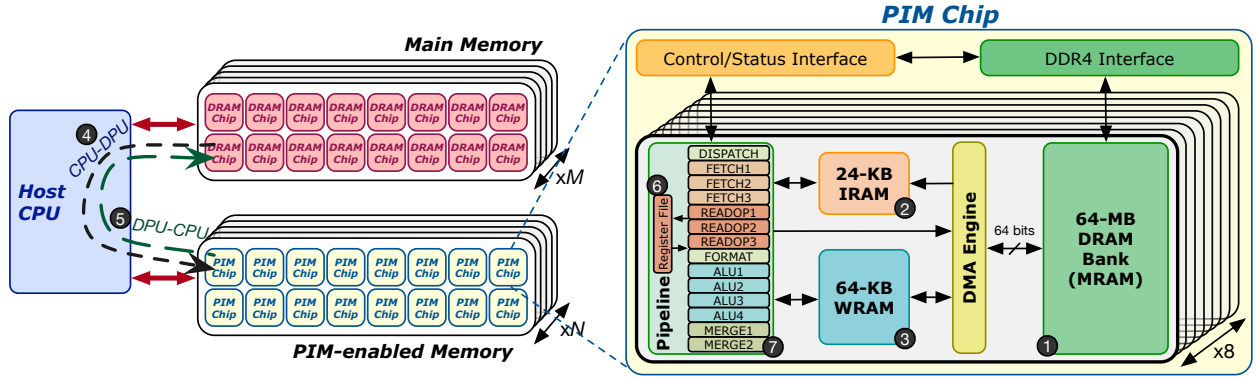 Main Memory
DRAM Chip DRAM Chip DRAM Chip DRAM Chip DRAM Chip DRAM Chip DRAM Chip DRAM Chip
DRAM Chip DRAM Chip DRAM Chip DRAM Chip DRAM Chip DRAM Chip DRAM Chip DRAM Chip
xM
Host
CPU
4
CPU-DPU
5
DPU-CPU
PIM Chip PIM Chip PIM Chip PIM Chip PIM Chip PIM Chip PIM Chip PIM Chip
PIM Chip PIM Chip PIM Chip PIM Chip PIM Chip PIM Chip PIM Chip PIM Chip
xN
PIM-enabled Memory
PIM Chip
Control/Status Interface
DDR4 Interface
Pipeline
6
Register File
DISPATCH
FETCH1
FETCH2
FETCH3
READOP1
READOP2
READOP3
FORMAT
ALU1
ALU2
ALU3
ALU4
MERGE1
MERGE2
7
24-KB
IRAM
2
64-KB
WRAM
3
DMA Engine
64 bits
64-MB
DRAM
Bank
(MRAM)
1
x8